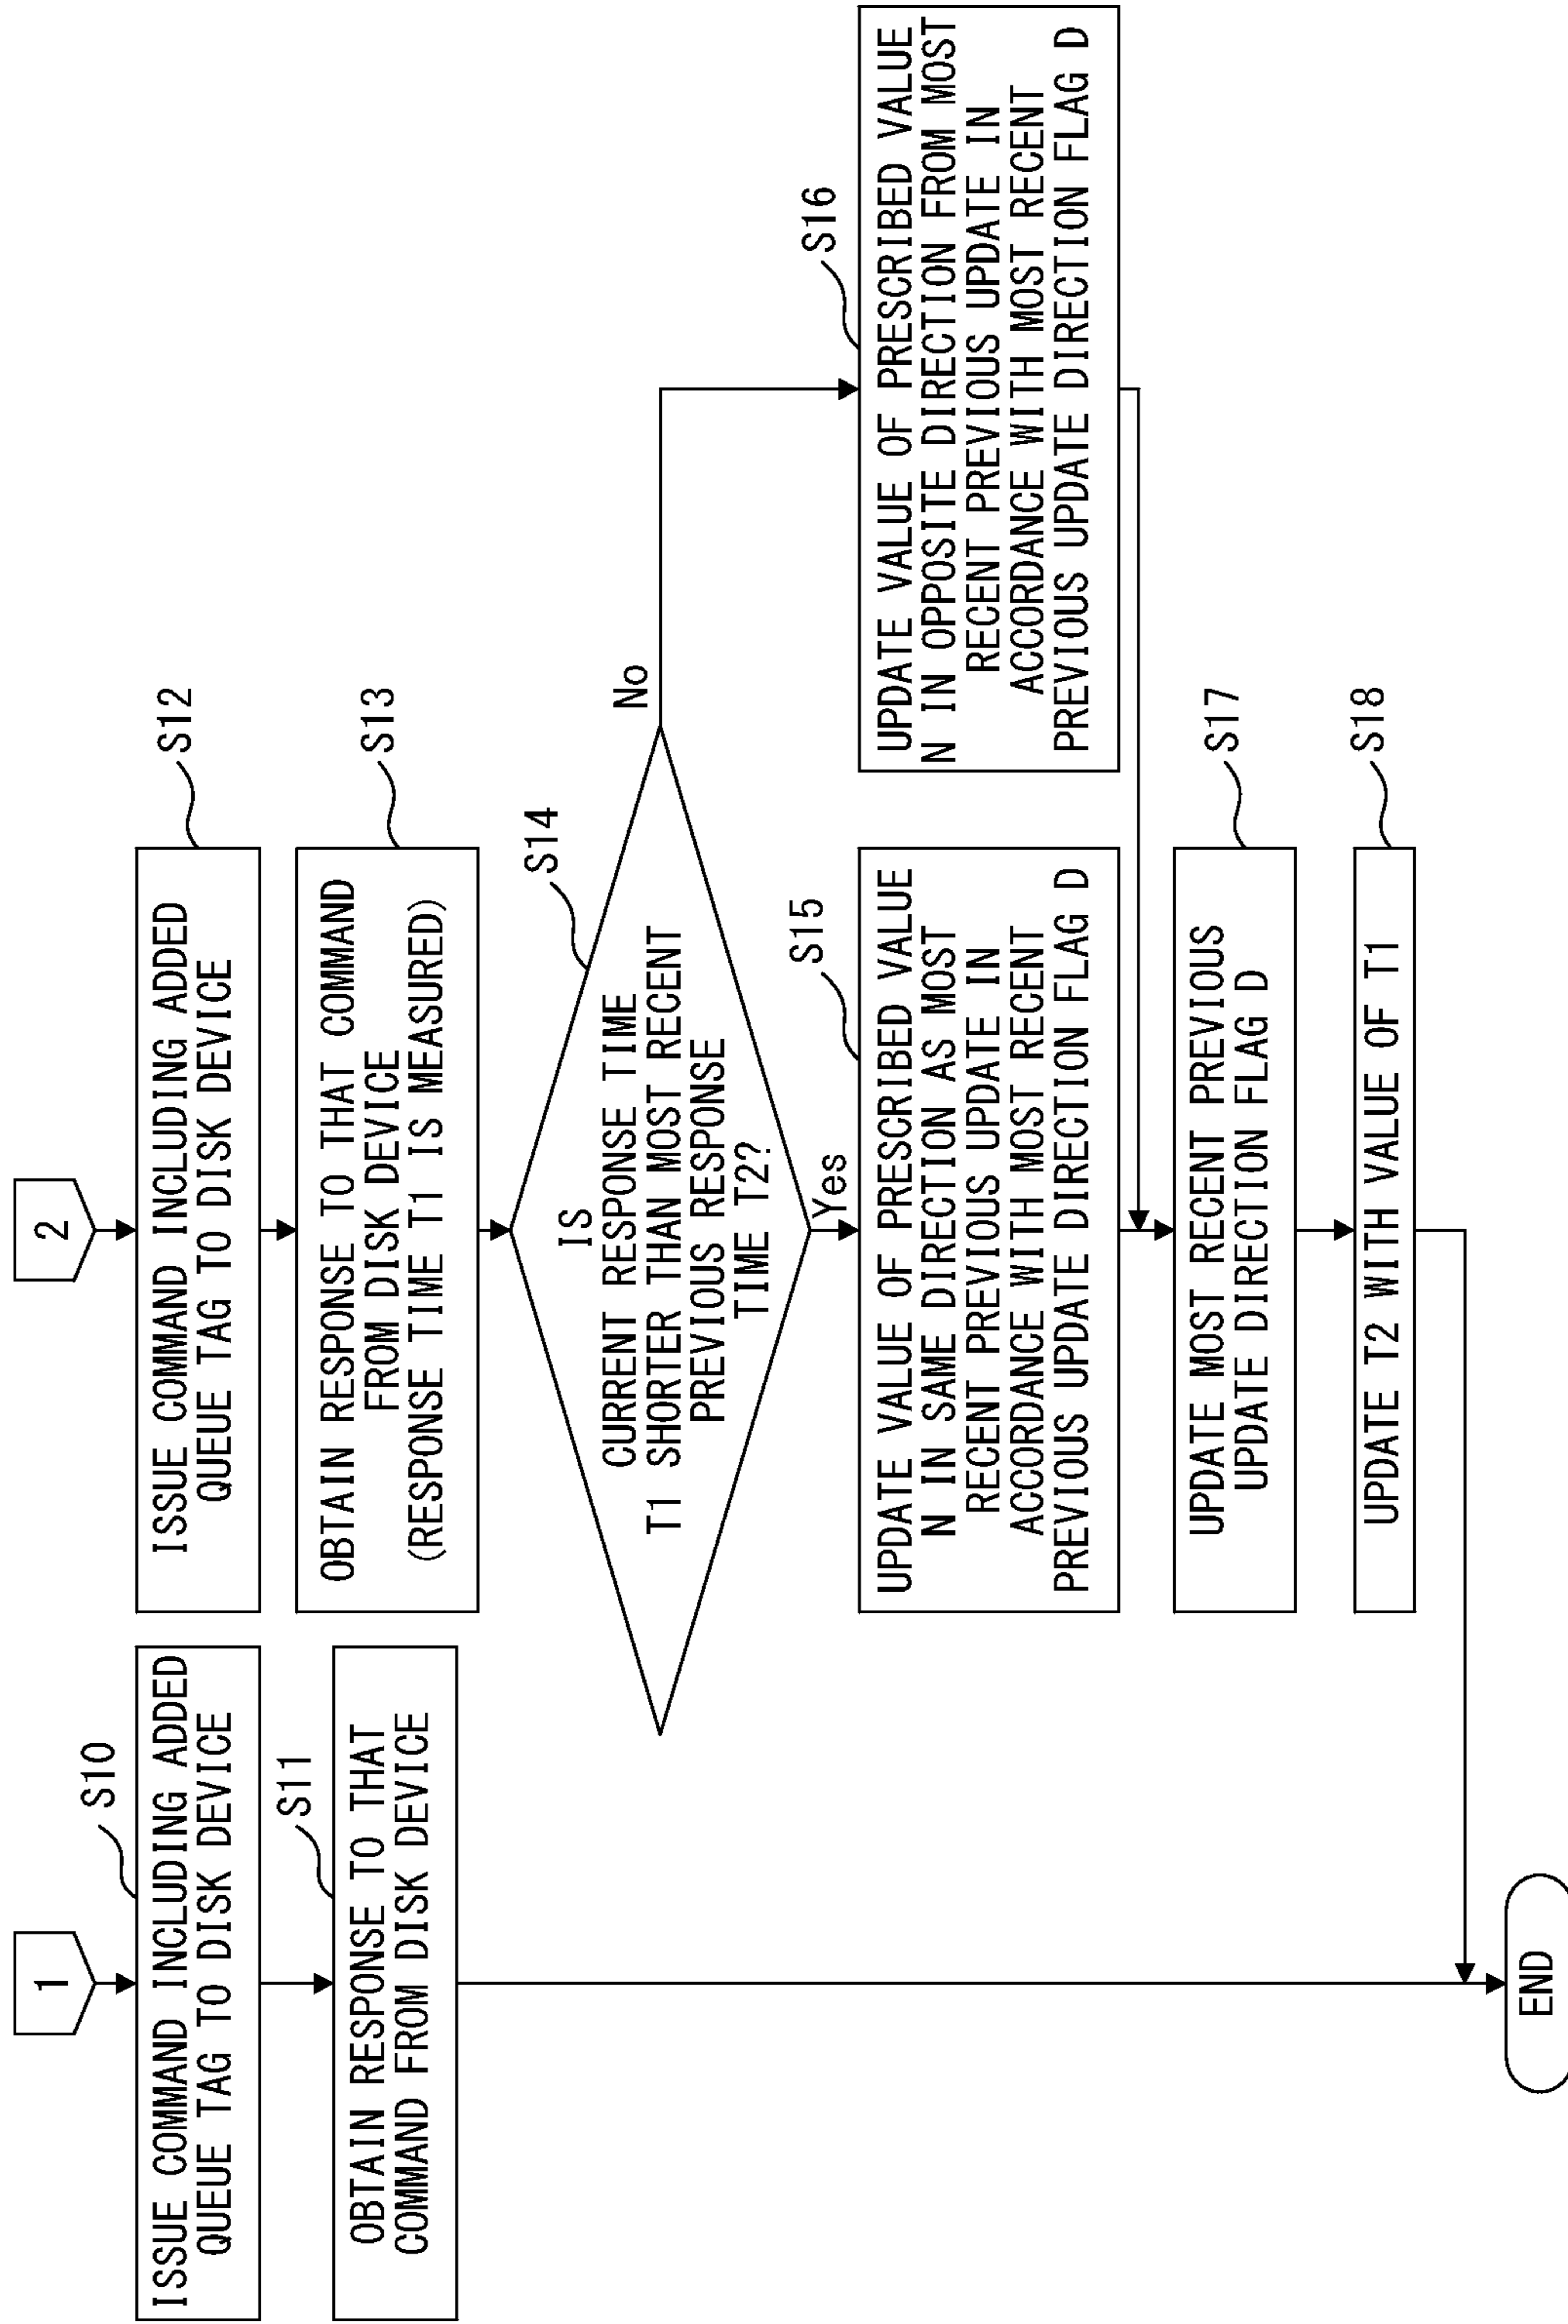 1
S10
ISSUE COMMAND INCLUDING ADDED
QUEUE TAG TO DISK DEVICE
S11
OBTAIN RESPONSE TO THAT
COMMAND FROM DISK DEVICE
2
S12
ISSUE COMMAND INCLUDING ADDED
QUEUE TAG TO DISK DEVICE
S13
OBTAIN RESPONSE TO THAT COMMAND
FROM DISK DEVICE
(RESPONSE TIME T1 IS MEASURED)
S14
IS
CURRENT RESPONSE TIME
T1 SHORTER THAN MOST RECENT
PREVIOUS RESPONSE
TIME T2?
No
Yes
S15
UPDATE VALUE OF PRESCRIBED VALUE
N IN SAME DIRECTION AS MOST
RECENT PREVIOUS UPDATE IN
ACCORDANCE WITH MOST RECENT
PREVIOUS UPDATE DIRECTION FLAG D
S16
UPDATE VALUE OF PRESCRIBED VALUE
N IN OPPOSITE DIRECTION FROM MOST
RECENT PREVIOUS UPDATE IN
ACCORDANCE WITH MOST RECENT
PREVIOUS UPDATE DIRECTION FLAG D
S17
UPDATE MOST RECENT PREVIOUS
UPDATE DIRECTION FLAG D
S18
UPDATE T2 WITH VALUE OF T1
END